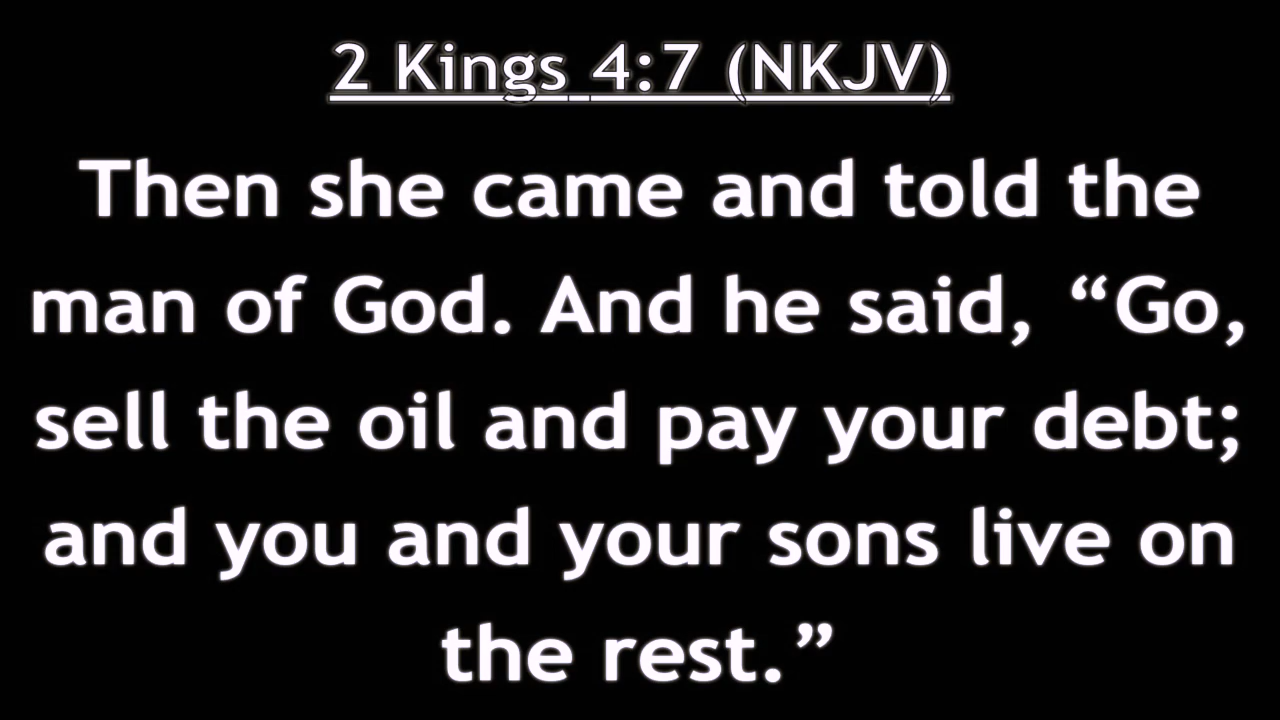 2 Kings 4:7 (NKJV)
Then she came and told the
man of God. And he said, “Go,
sell the oil and pay your debt;
and you and your sons live on
the rest.”